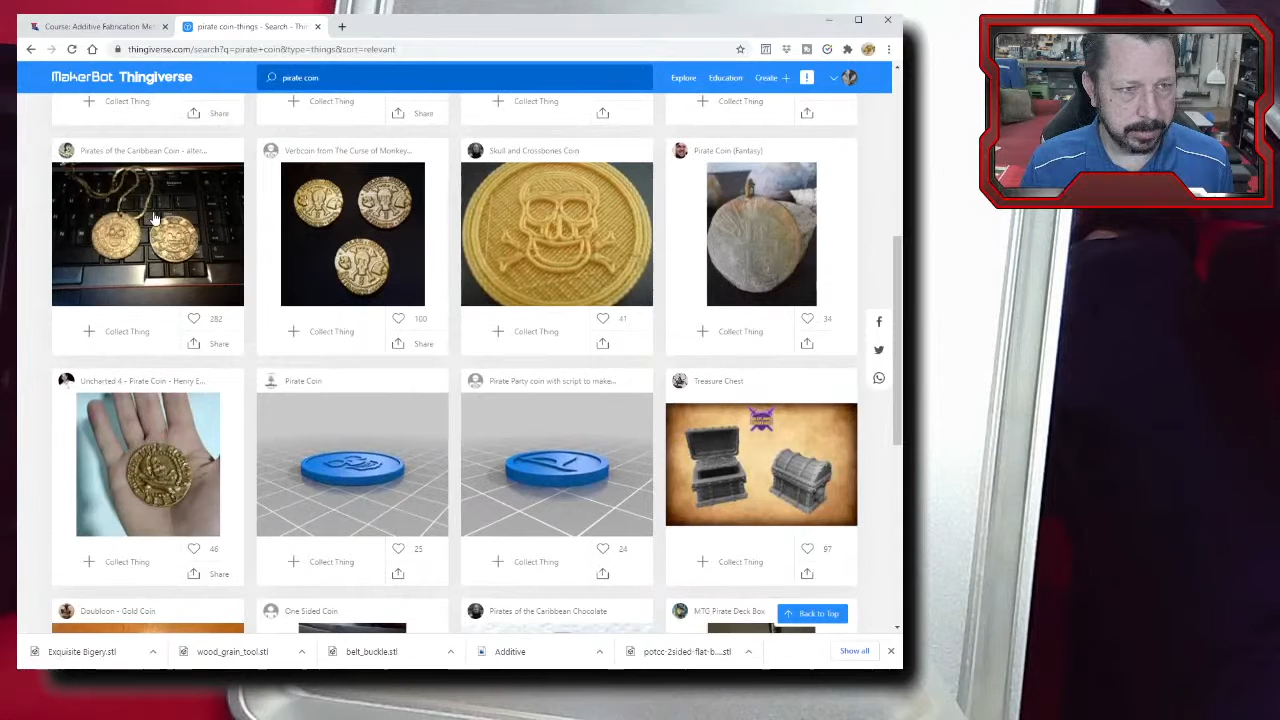 Course: Additive Fabrication Me
pirate coin-things - Search - Thin
thingiverse.com/search?q=pirate+coin&type=things&sort=relevant
MakerBot Thingiverse
pirate coin
Explore
Education
Create +
Collect Thing
Share
Collect Thing
Share
Collect Thing
Collect Thing
Pirates of the Caribbean Coin - alter...
Verbcoin from The Curse of Monkey...
Skull and Crossbones Coin
Pirate Coin (Fantasy)
282
100
41
34
Collect Thing
Share
Collect Thing
Share
Collect Thing
Collect Thing
Uncharted 4 - Pirate Coin - Henry E...
Pirate Coin
Pirate Party coin with script to make...
Treasure Chest
46
25
24
97
Collect Thing
Share
Collect Thing
Collect Thing
Collect Thing
Doubloon - Gold Coin
One Sided Coin
Pirates of the Caribbean Chocolate
MTG Pirate Deck Box
Back to Top
Exquisite Bigery.stl
wood_grain_tool.stl
belt_buckle.stl
Additive
potcc-2sided-flat-b....stl
Show all